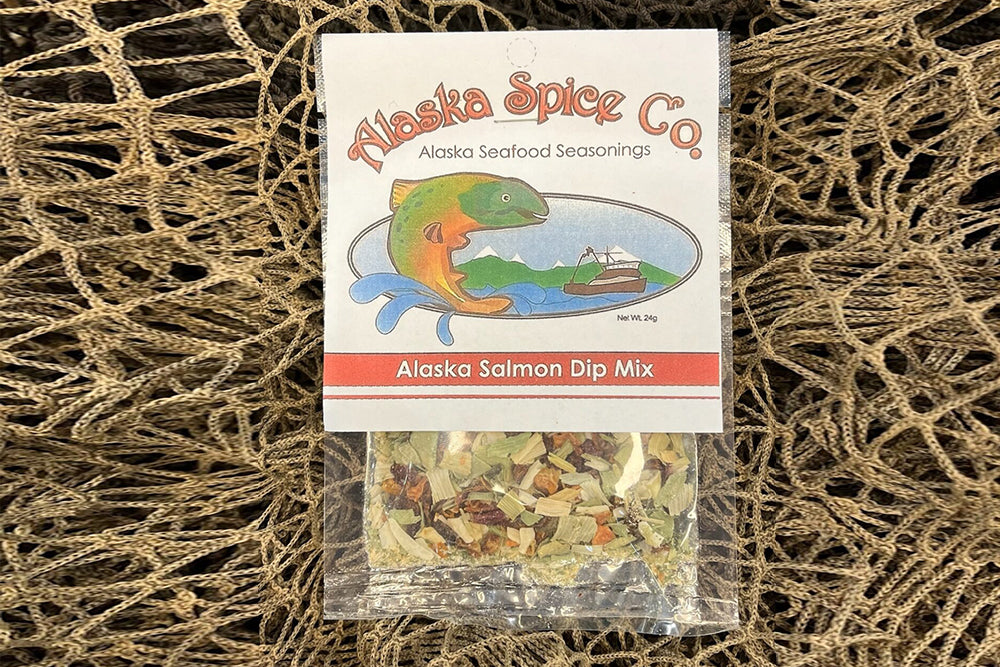 Alaska Spice Co.
Alaska Seafood Seasonings
Net Wt. 24g
Alaska Salmon Dip Mix